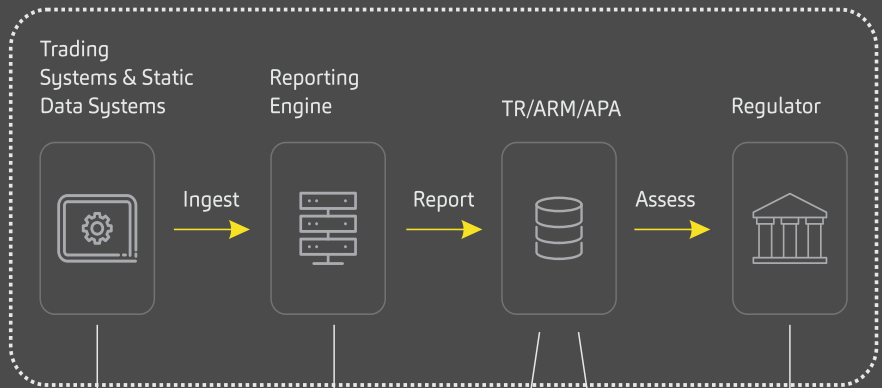 Trading
Systems & Static
Data Systems
Reporting
Engine
TR/ARM/APA
Regulator
Ingest
Report
Assess